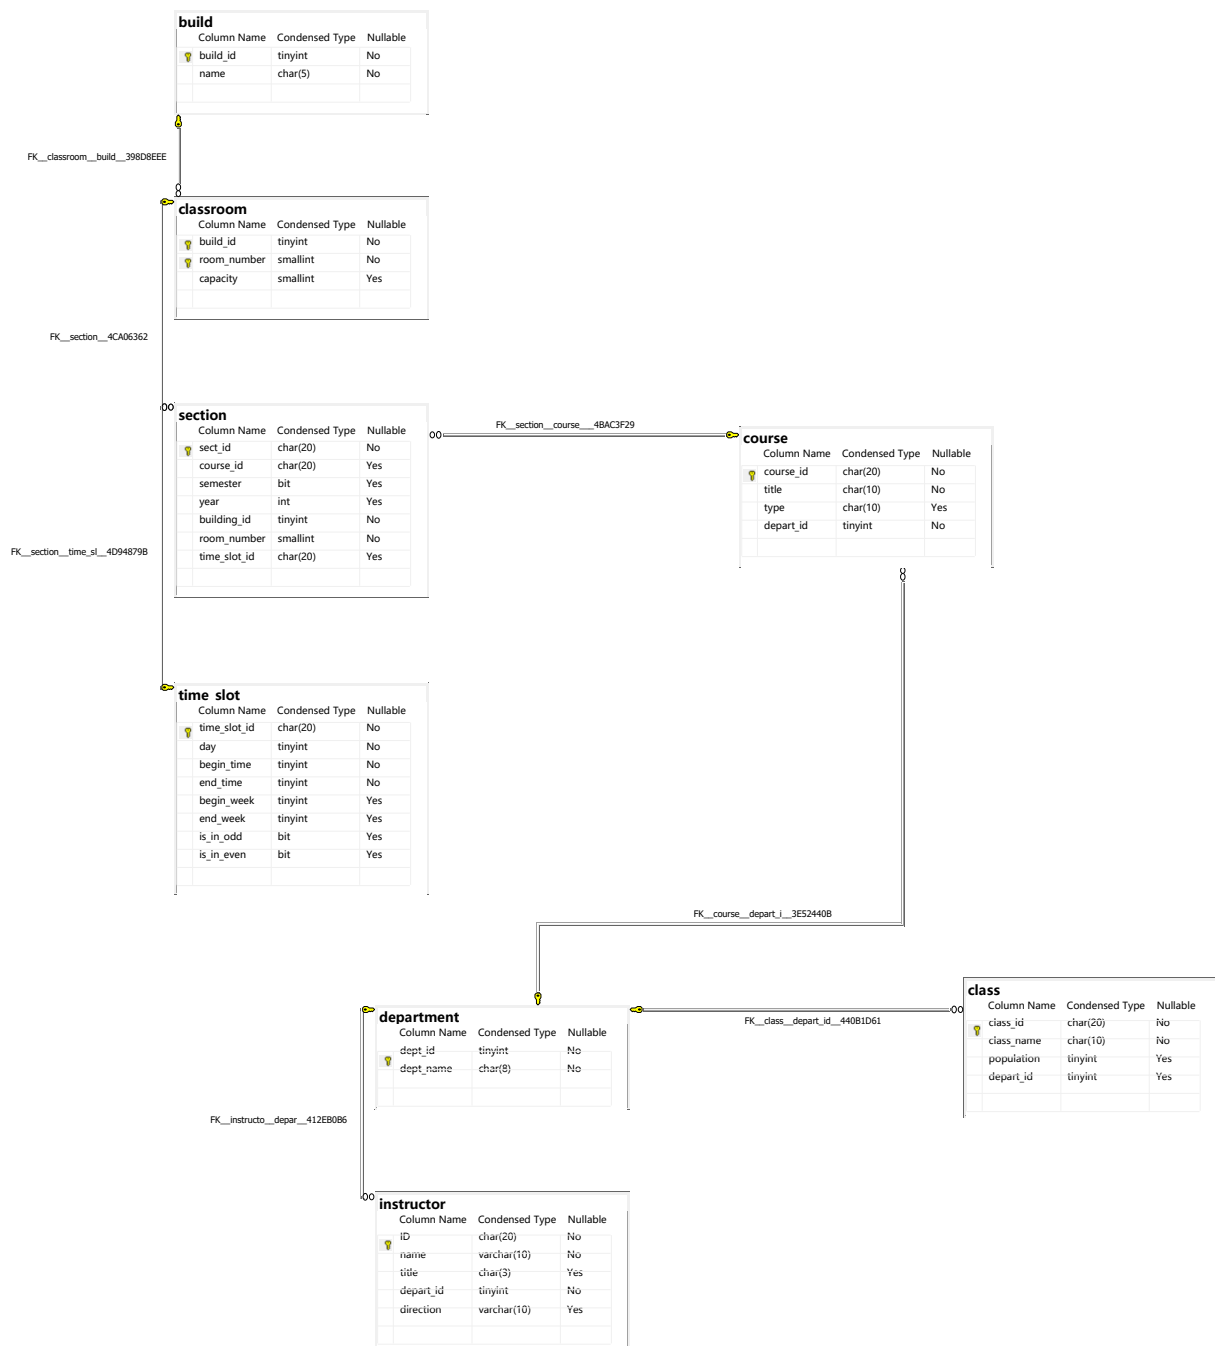 build
Column Name Condensed Type Nullable
build_id tinyint No
name char(5) No
FK__classroom__build__398D8EEE
classroom
Column Name Condensed Type Nullable
build_id tinyint No
room_number smallint No
capacity smallint Yes
FK__section__4CA06362
section
Column Name Condensed Type Nullable
sect_id char(20) No
course_id char(20) Yes
semester bit Yes
year int Yes
building_id tinyint No
room_number smallint No
time_slot_id char(20) Yes
FK__section__course___4BAC3F29
course
Column Name Condensed Type Nullable
course_id char(20) No
title char(10) No
type char(10) Yes
depart_id tinyint No
FK__section__time_sl__4D94879B
time_slot
Column Name Condensed Type Nullable
time_slot_id char(20) No
day tinyint No
begin_time tinyint No
end_time tinyint No
begin_week tinyint Yes
end_week tinyint Yes
is_in_odd bit Yes
is_in_even bit Yes
FK__course__depart_i__3E52440B
department
Column Name Condensed Type Nullable
dept_id tinyint No
dept_name char(8) No
FK__class__depart_id__440B1D61
class
Column Name Condensed Type Nullable
class_id char(20) No
class_name char(10) No
population tinyint Yes
depart_id tinyint Yes
FK__instructo__depar__412EB0B6
instructor
Column Name Condensed Type Nullable
ID char(20) No
name varchar(10) No
title char(3) Yes
depart_id tinyint No
direction varchar(10) Yes